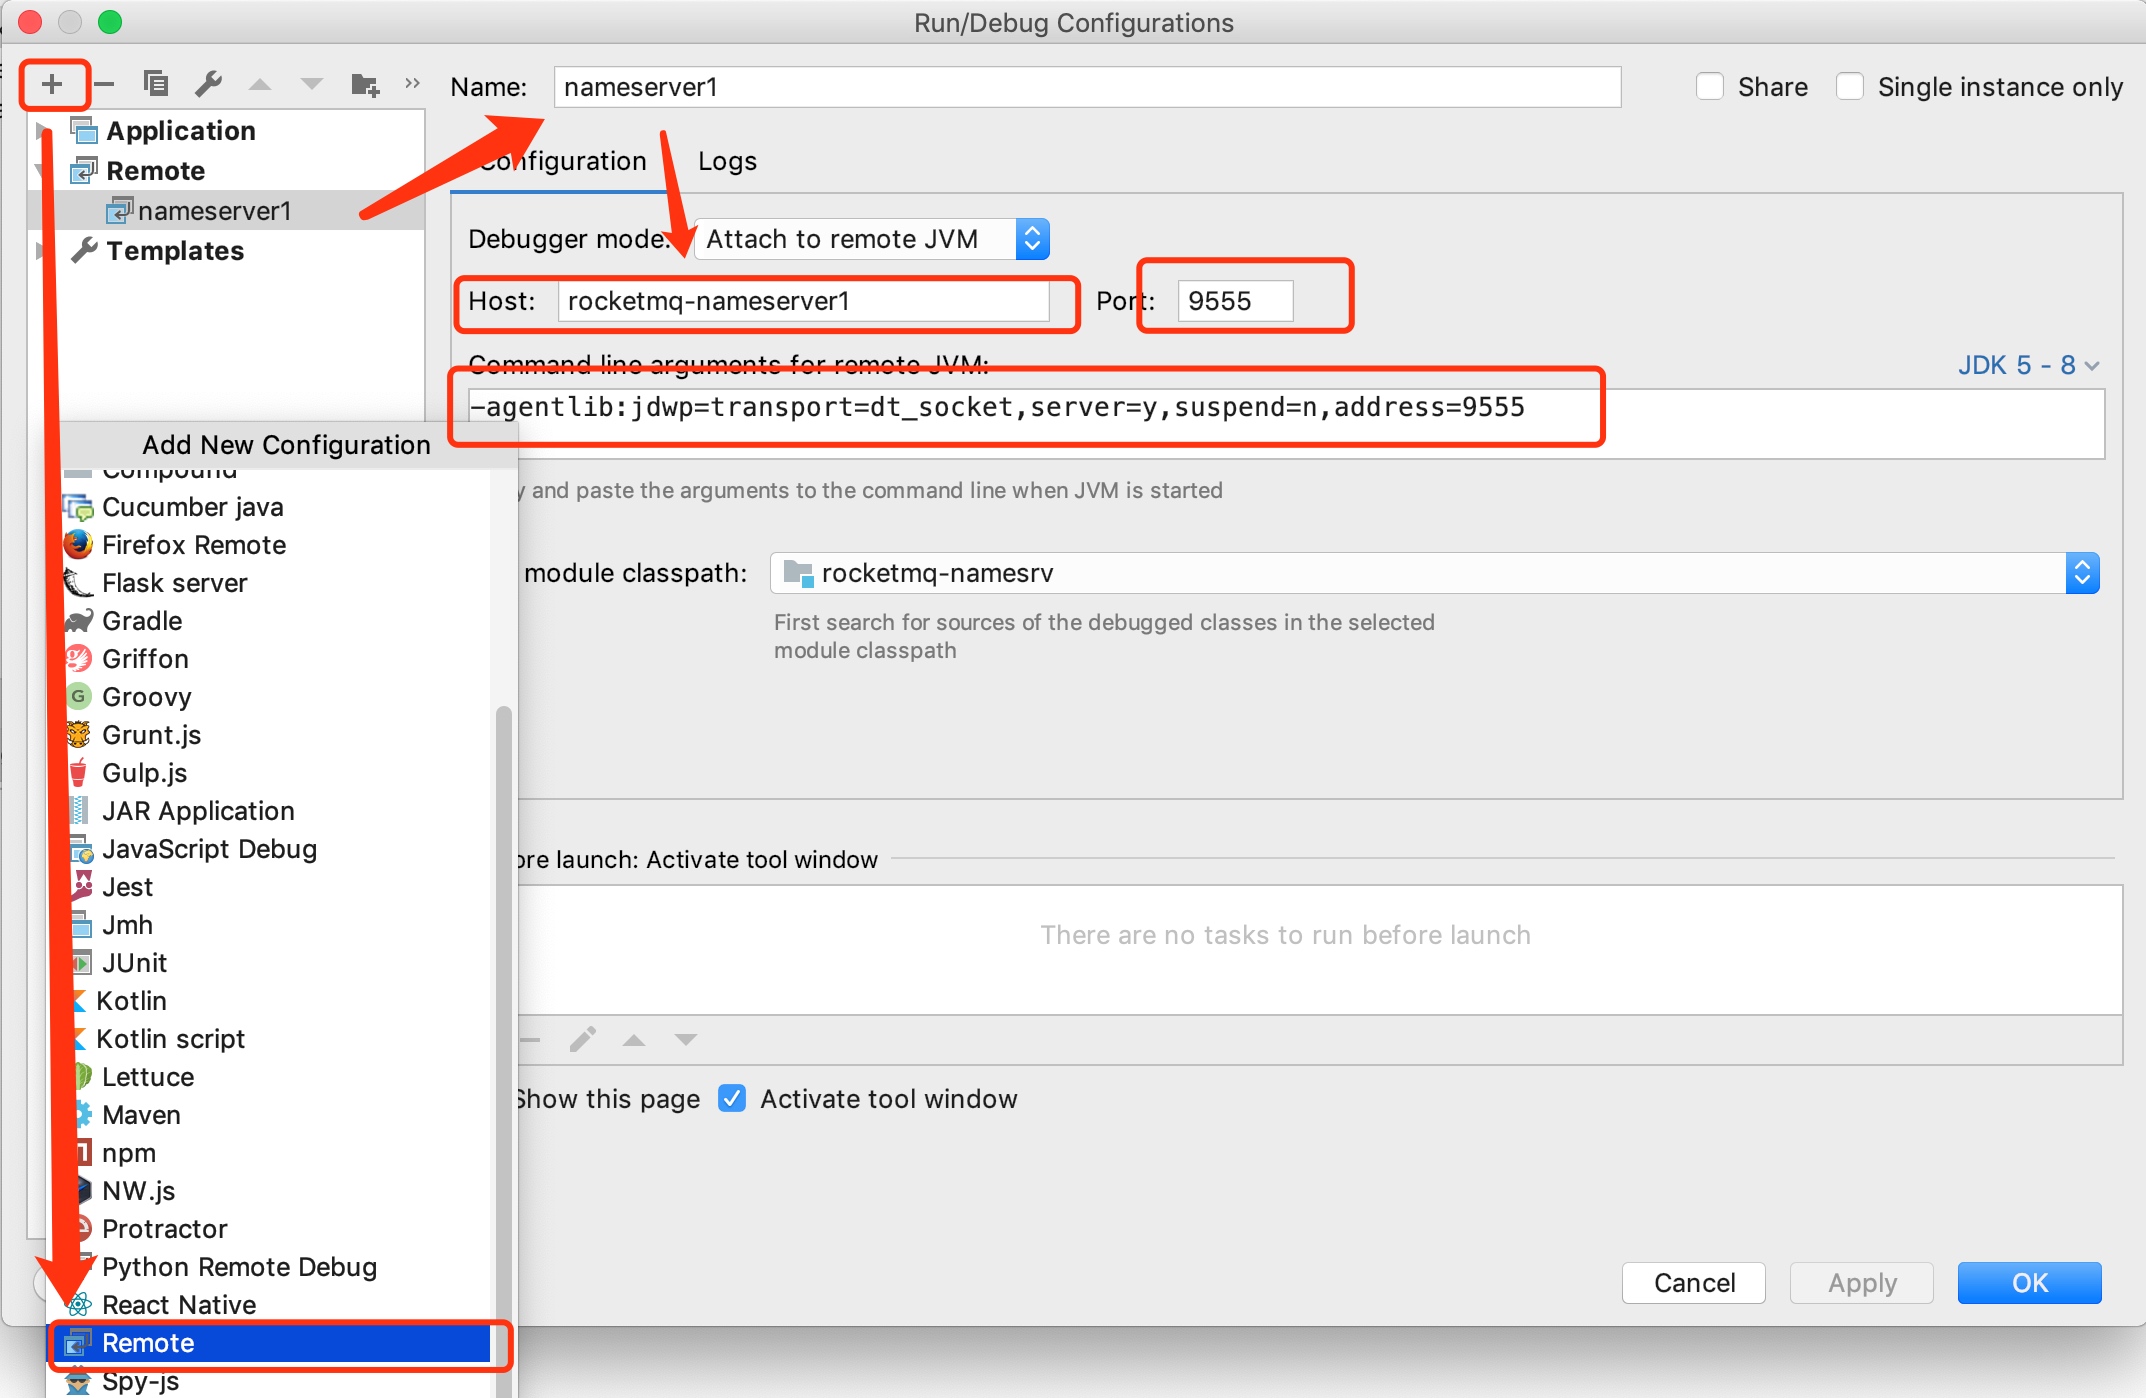 Run/Debug Configurations
Name: nameserver1
Share
Single instance only
Application
Remote
nameserver1
Templates
Configuration
Logs
Debugger mode: Attach to remote JVM
Host: rocketmq-nameserver1
Port: 9555
Command line arguments for remote JVM:
JDK 5 - 8
-agentlib:jdwp=transport=dt_socket,server=y,suspend=n,address=9555
y and paste the arguments to the command line when JVM is started
module classpath: rocketmq-namesrv
First search for sources of the debugged classes in the selected
module classpath
ore launch: Activate tool window
There are no tasks to run before launch
Show this page
Activate tool window
Cancel
Apply
OK
Add New Configuration
Compound
Cucumber java
Firefox Remote
Flask server
Gradle
Griffon
Groovy
Grunt.js
Gulp.js
JAR Application
JavaScript Debug
Jest
Jmh
JUnit
Kotlin
Kotlin script
Lettuce
Maven
npm
NW.js
Protractor
Python Remote Debug
React Native
Remote
Spy-js